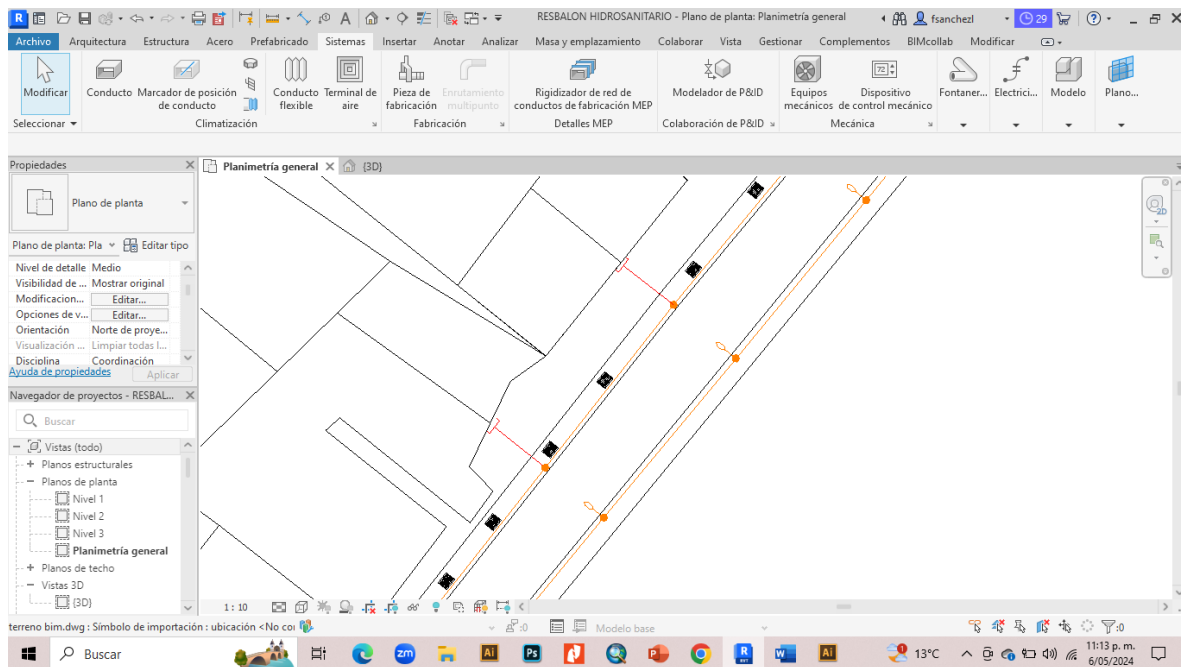 RESBALON HIDROSANITARIO - Plano de planta: Planimetría general
fsanchezl
29
Archivo Arquitectura Estructura Acero Prefabricado Sistemas Insertar Anotar Analizar Masa y emplazamiento Colaborar Vista Gestionar Complementos BIMcollab Modificar
Modificar
Conducto
Marcador de posición
de conducto
Conducto
flexible
Terminal de
aire
Pieza de
fabricación
Enrutamiento
multipunto
Rigidizador de red de
conductos de fabricación MEP
Modelador de P&ID
Equipos
mecánicos
Dispositivo
de control mecánico
Fontaner...
Electrici...
Modelo
Plano...
Seleccionar
Climatización
Fabricación
Detalles MEP
Colaboración de P&ID
Mecánica
Propiedades
Planimetría general
{3D}
Plano de planta
Plano de planta: Pla
Editar tipo
Nivel de detalle Medio
Visibilidad de ... Mostrar original
Modificacion... Editar...
Opciones de v... Editar...
Orientación Norte de proye...
Visualización ... Limpiar todas l...
Disciplina Coordinación
Ayuda de propiedades
Aplicar
Navegador de proyectos - RESBAL...
Buscar
Vistas (todo)
Planos estructurales
Planos de planta
Nivel 1
Nivel 2
Nivel 3
Planimetría general
Planos de techo
Vistas 3D
{3D}
2D
1 : 10
terreno bim.dwg : Símbolo de importación : ubicación <No co
:0
Modelo base
:0
Buscar
zm
Ai
Ps
R
Ai
13°C
11:13 p. m.
6/05/2024